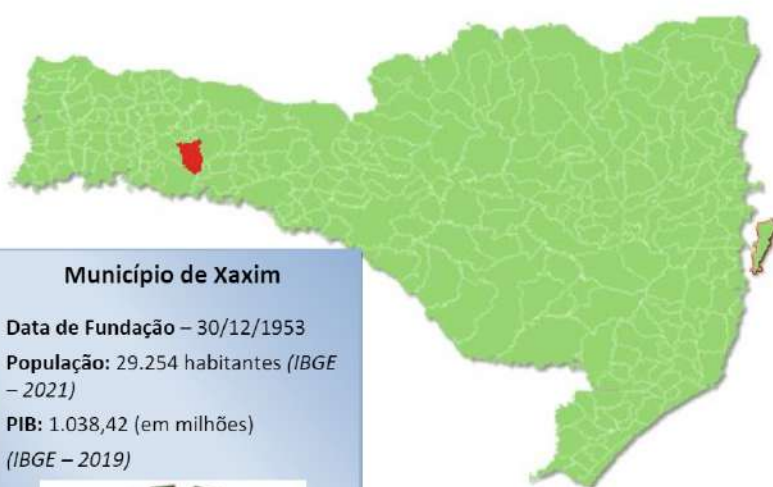 Município de Xaxim
Data de Fundação – 30/12/1953
População: 29.254 habitantes (IBGE
– 2021)
PIB: 1.038,42 (em milhões)
(IBGE – 2019)